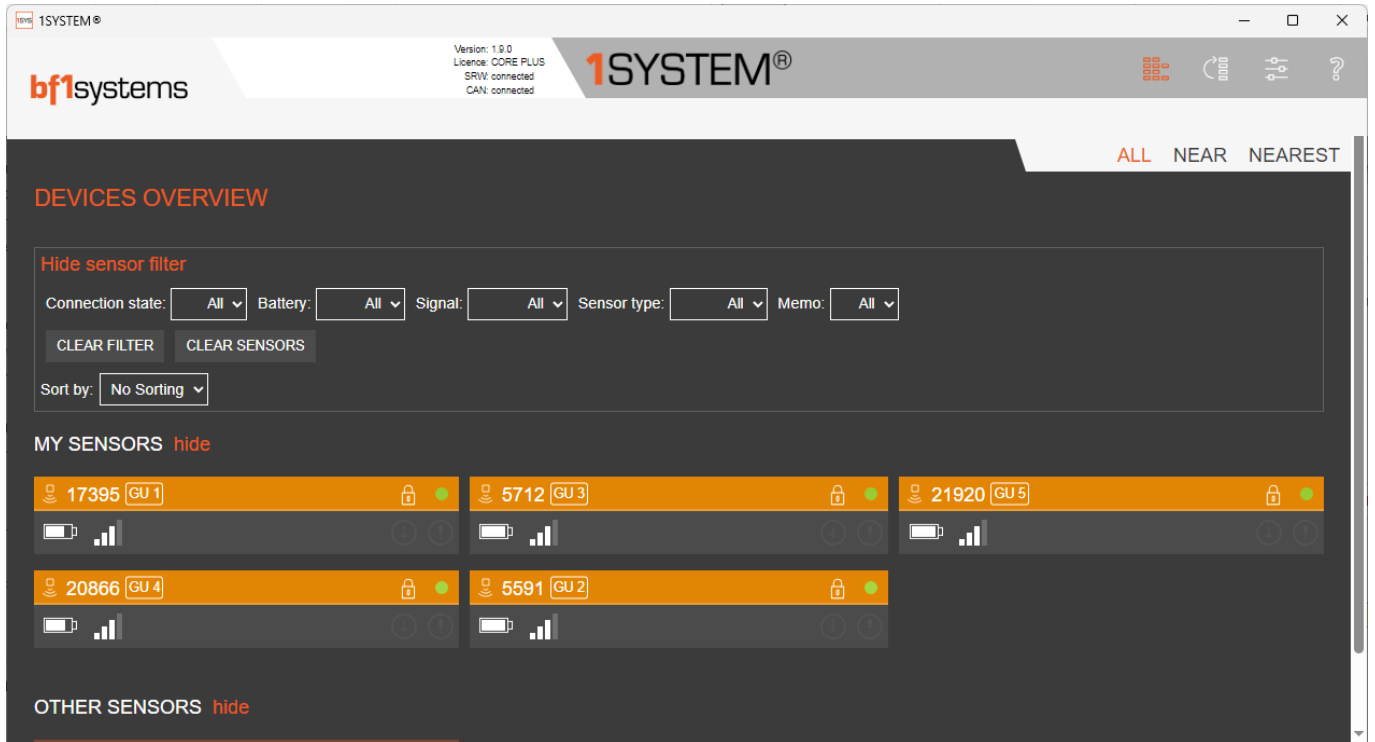 1SYS 1SYSTEM®
Version: 1.9.0
Licence: CORE PLUS
SRW: connected
CAN: connected
bf1systems
1SYSTEM®
ALL NEAR NEAREST
DEVICES OVERVIEW
Hide sensor filter
Connection state: All Battery: All Signal: All Sensor type: All Memo: All
CLEAR FILTER CLEAR SENSORS
Sort by: No Sorting
MY SENSORS hide
17395 GU 1 5712 GU 3 21920 GU 5
20866 GU 4 5591 GU 2
OTHER SENSORS hide